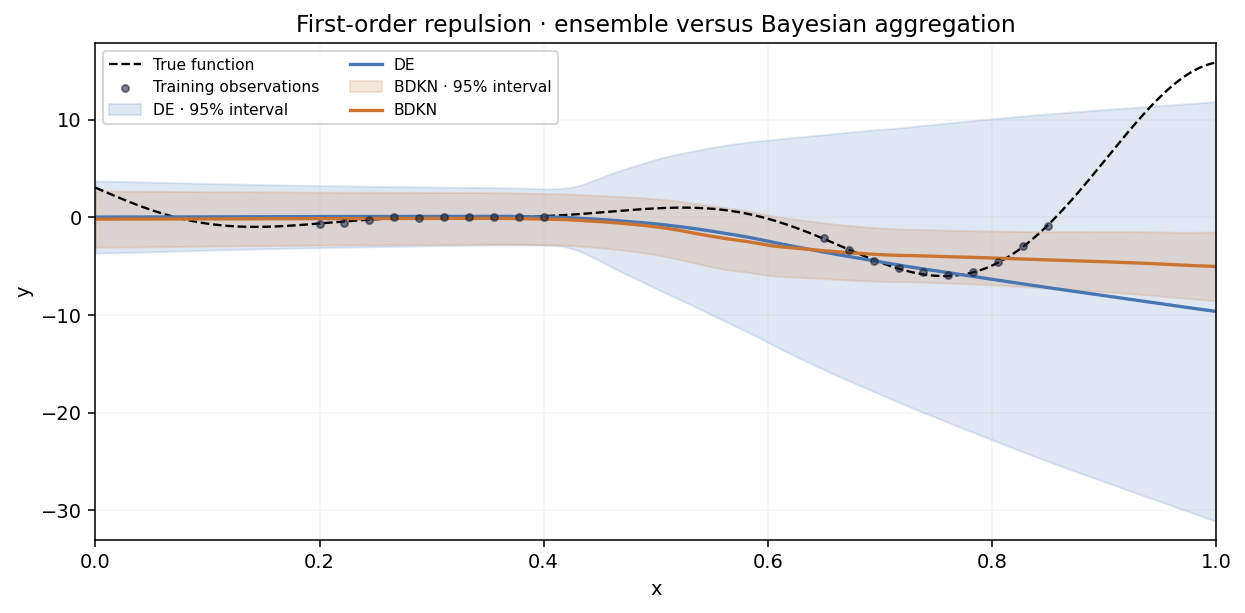 First-order repulsion · ensemble versus Bayesian aggregation
True function
Training observations
DE · 95% interval
DE
BDKN · 95% interval
BDKN
y
10
0
−10
−20
−30
0.0
0.2
0.4
0.6
0.8
1.0
x